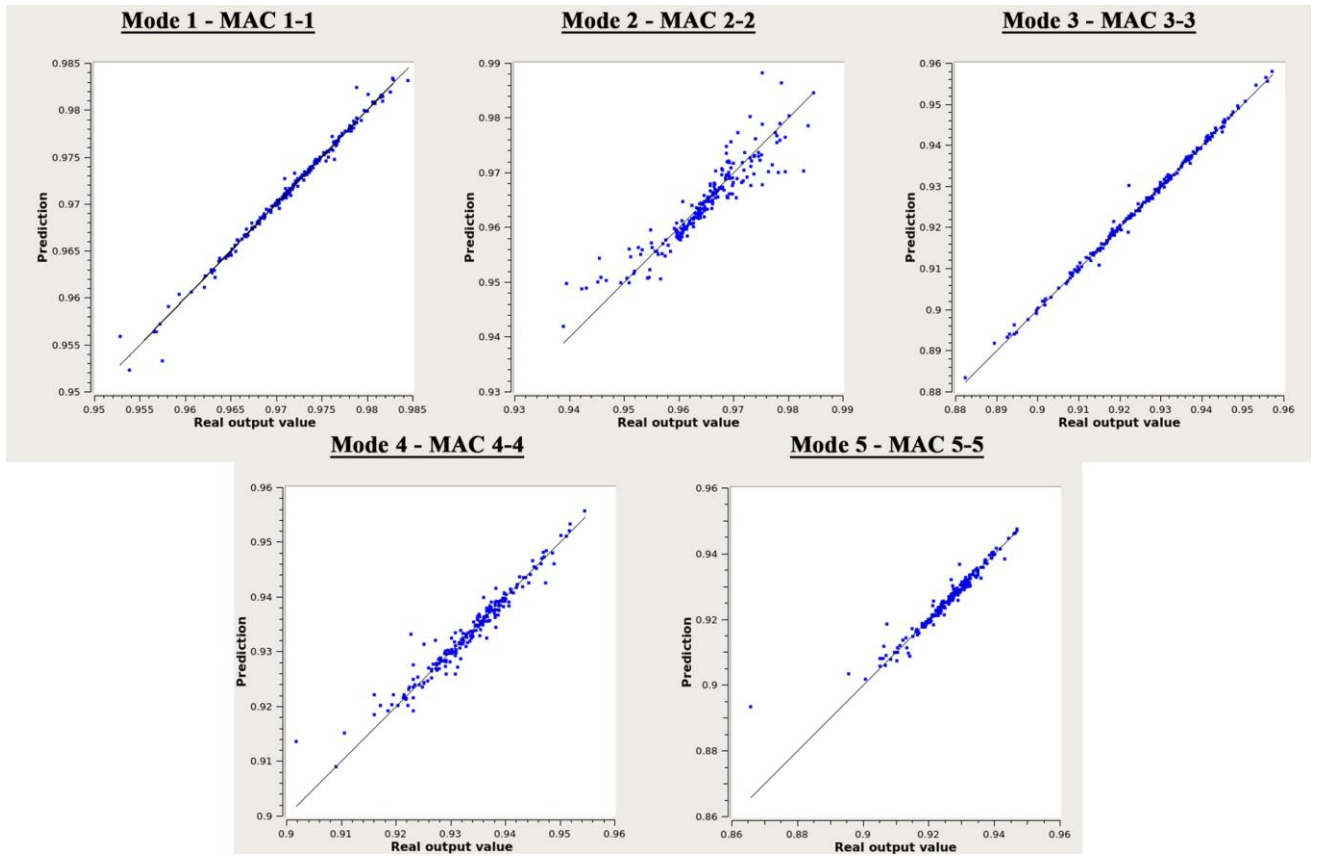 Mode 1 - MAC 1-1
Mode 2 - MAC 2-2
Mode 3 - MAC 3-3
0.985
0.98
0.975
0.97
0.965
0.96
0.955
0.95
Prediction
0.95 0.955 0.96 0.965 0.97 0.975 0.98 0.985
Real output value
0.99
0.98
0.97
0.96
0.95
0.94
0.93
Prediction
0.93 0.94 0.95 0.96 0.97 0.98 0.99
Real output value
0.96
0.95
0.94
0.93
0.92
0.91
0.9
0.89
0.88
Prediction
0.88 0.89 0.9 0.91 0.92 0.93 0.94 0.95 0.96
Real output value
Mode 4 - MAC 4-4
Mode 5 - MAC 5-5
0.96
0.95
0.94
0.93
0.92
0.91
0.9
Prediction
0.9 0.91 0.92 0.93 0.94 0.95 0.96
Real output value
0.96
0.94
0.92
0.9
0.88
0.86
Prediction
0.86 0.88 0.9 0.92 0.94 0.96
Real output value